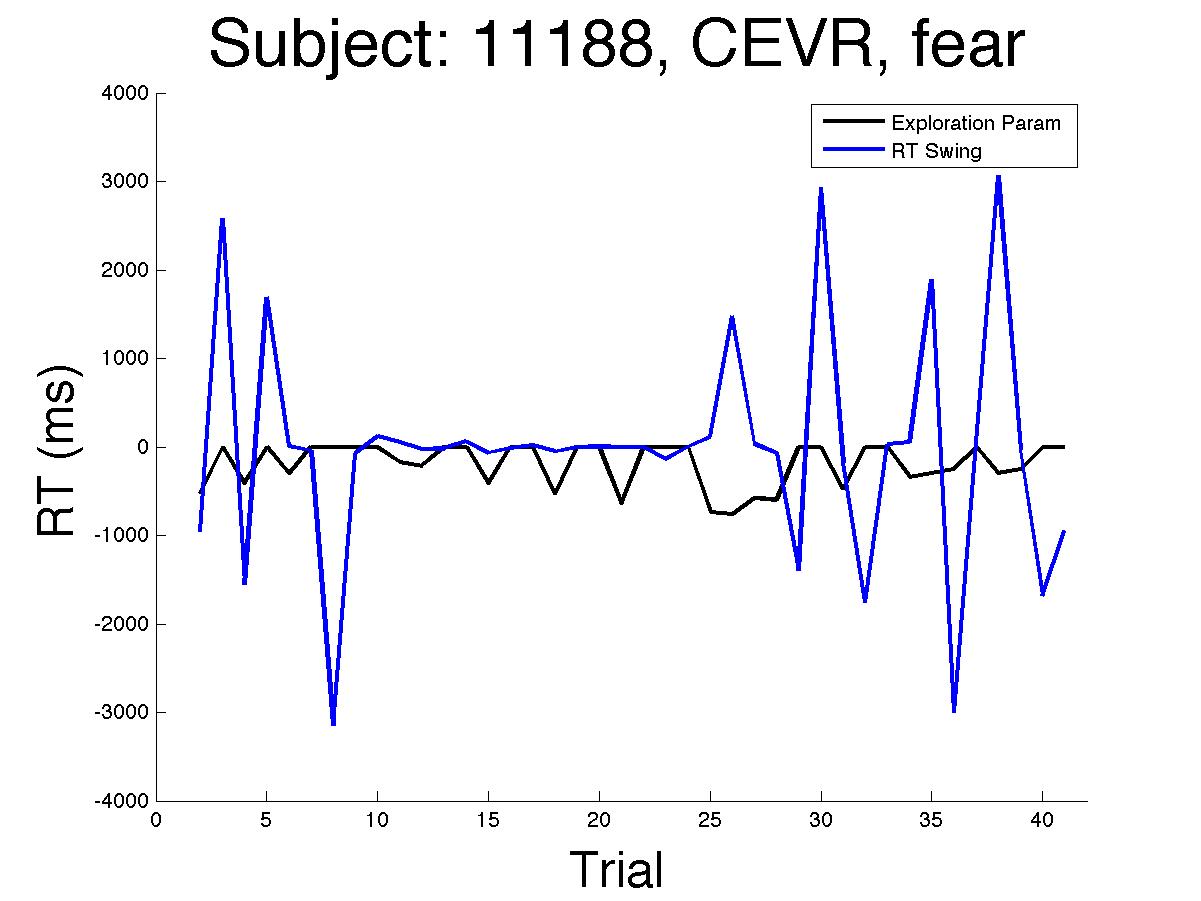 Subject: 11188, CEVR, fear
Exploration Param
RT Swing
4000
3000
2000
1000
0
-1000
-2000
-3000
-4000
RT (ms)
0 5 10 15 20 25 30 35 40
Trial